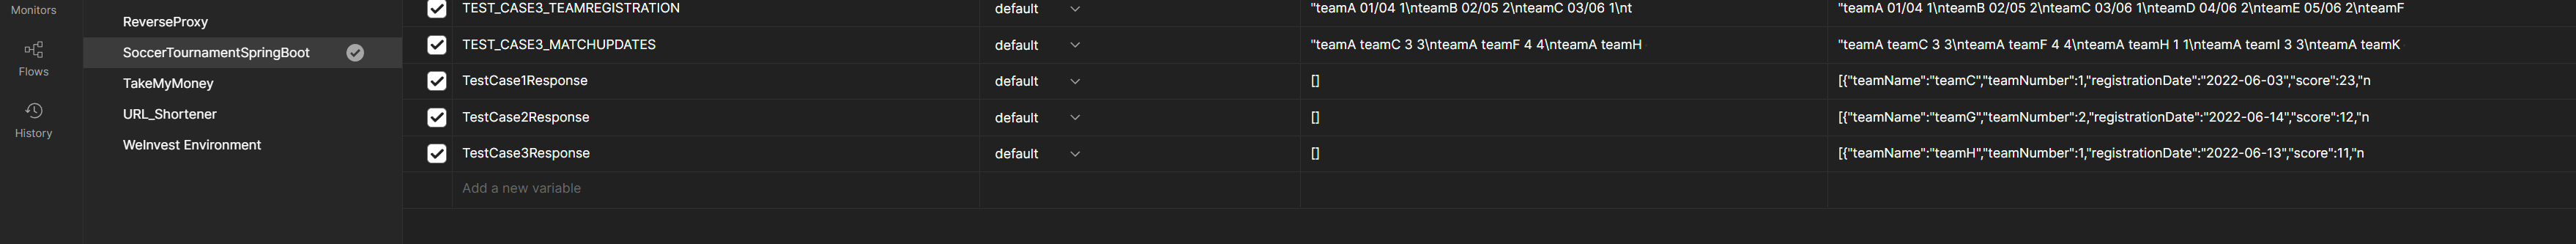 Monitors
Flows
History
ReverseProxy
SoccerTournamentSpringBoot
TakeMyMoney
URL_Shortener
WeInvest Environment
TEST_CASE3_TEAMREGISTRATION default "teamA 01/04 1\nteamB 02/05 2\nteamC 03/06 1\nt "teamA 01/04 1\nteamB 02/05 2\nteamC 03/06 1\nteamD 04/06 2\nteamE 05/06 2\nteamF
TEST_CASE3_MATCHUPDATES default "teamA teamC 3 3\nteamA teamF 4 4\nteamA teamH "teamA teamC 3 3\nteamA teamF 4 4\nteamA teamH 1 1\nteamA teamI 3 3\nteamA teamK
TestCase1Response default [] [{"teamName":"teamC","teamNumber":1,"registrationDate":"2022-06-03","score":23,"n
TestCase2Response default [] [{"teamName":"teamG","teamNumber":2,"registrationDate":"2022-06-14","score":12,"n
TestCase3Response default [] [{"teamName":"teamH","teamNumber":1,"registrationDate":"2022-06-13","score":11,"n
Add a new variable